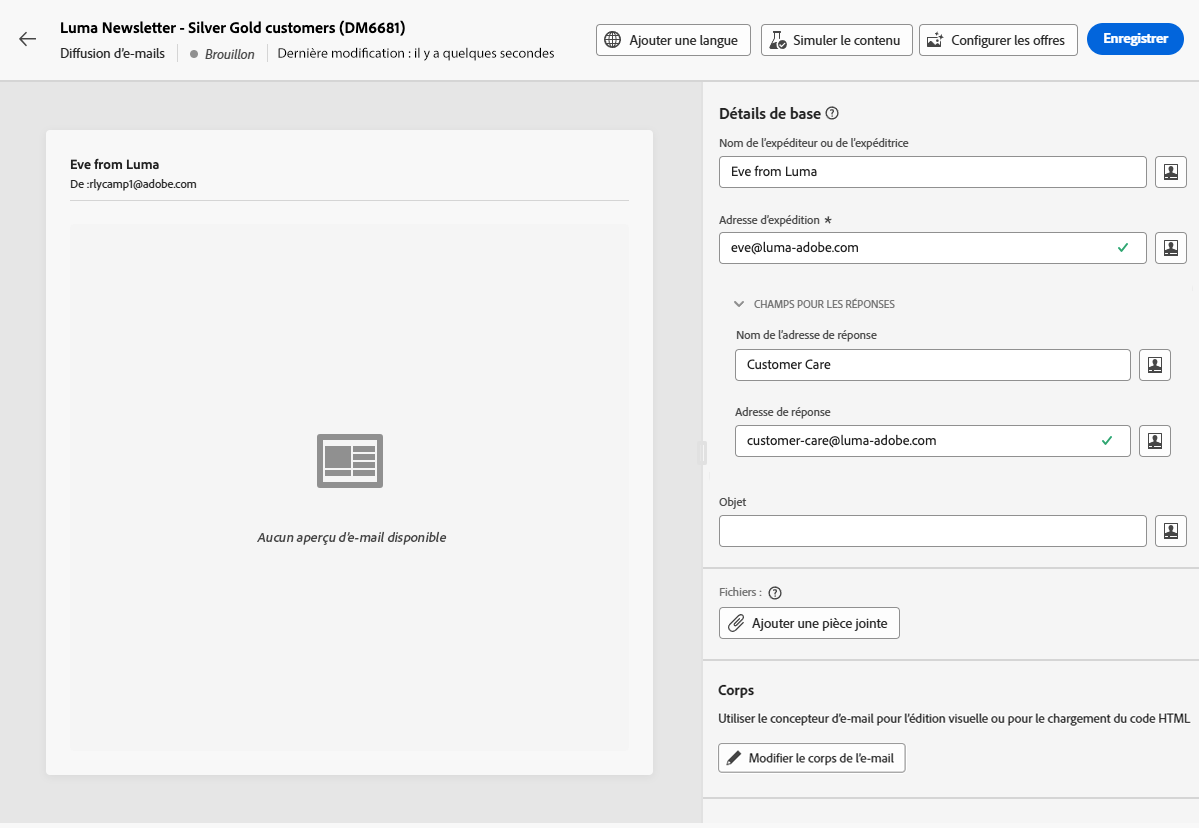 Luma Newsletter - Silver Gold customers (DM6681)
Diffusion d'e-mails
Brouillon
Dernière modification : il y a quelques secondes
Ajouter une langue
Simuler le contenu
Configurer les offres
Enregistrer
Eve from Luma
De :rlycamp1@adobe.com
Aucun aperçu d'e-mail disponible
Détails de base
Nom de l'expéditeur ou de l'expéditrice
Eve from Luma
Adresse d'expédition *
eve@luma-adobe.com
CHAMPS POUR LES RÉPONSES
Nom de l'adresse de réponse
Customer Care
Adresse de réponse
customer-care@luma-adobe.com
Objet
Fichiers :
Ajouter une pièce jointe
Corps
Utiliser le concepteur d'e-mail pour l'édition visuelle ou pour le chargement du code HTML
Modifier le corps de l'e-mail